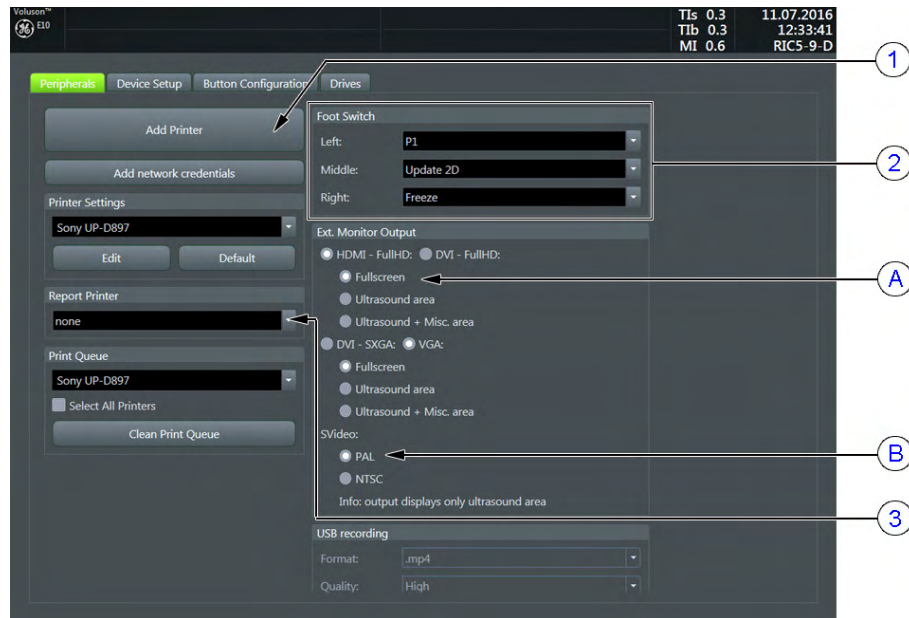 Voluson™
E10
TIs 0.3
TIb 0.3
MI 0.6
11.07.2016
12:33:41
RIC5-9-D
Peripherals
Device Setup
Button Configuration
Drives
Add Printer
Add network credentials
Printer Settings
Sony UP-D897
Edit
Default
Report Printer
none
Print Queue
Sony UP-D897
Select All Printers
Clean Print Queue
Foot Switch
Left: P1
Middle: Update 2D
Right: Freeze
Ext. Monitor Output
HDMI - FullHD: DVI - FullHD:
Fullscreen
Ultrasound area
Ultrasound + Misc. area
DVI - SXGA: VGA:
Fullscreen
Ultrasound area
Ultrasound + Misc. area
SVideo:
PAL
NTSC
Info: output displays only ultrasound area
USB recording
Format: .mp4
Quality: High
1
2
A
B
3